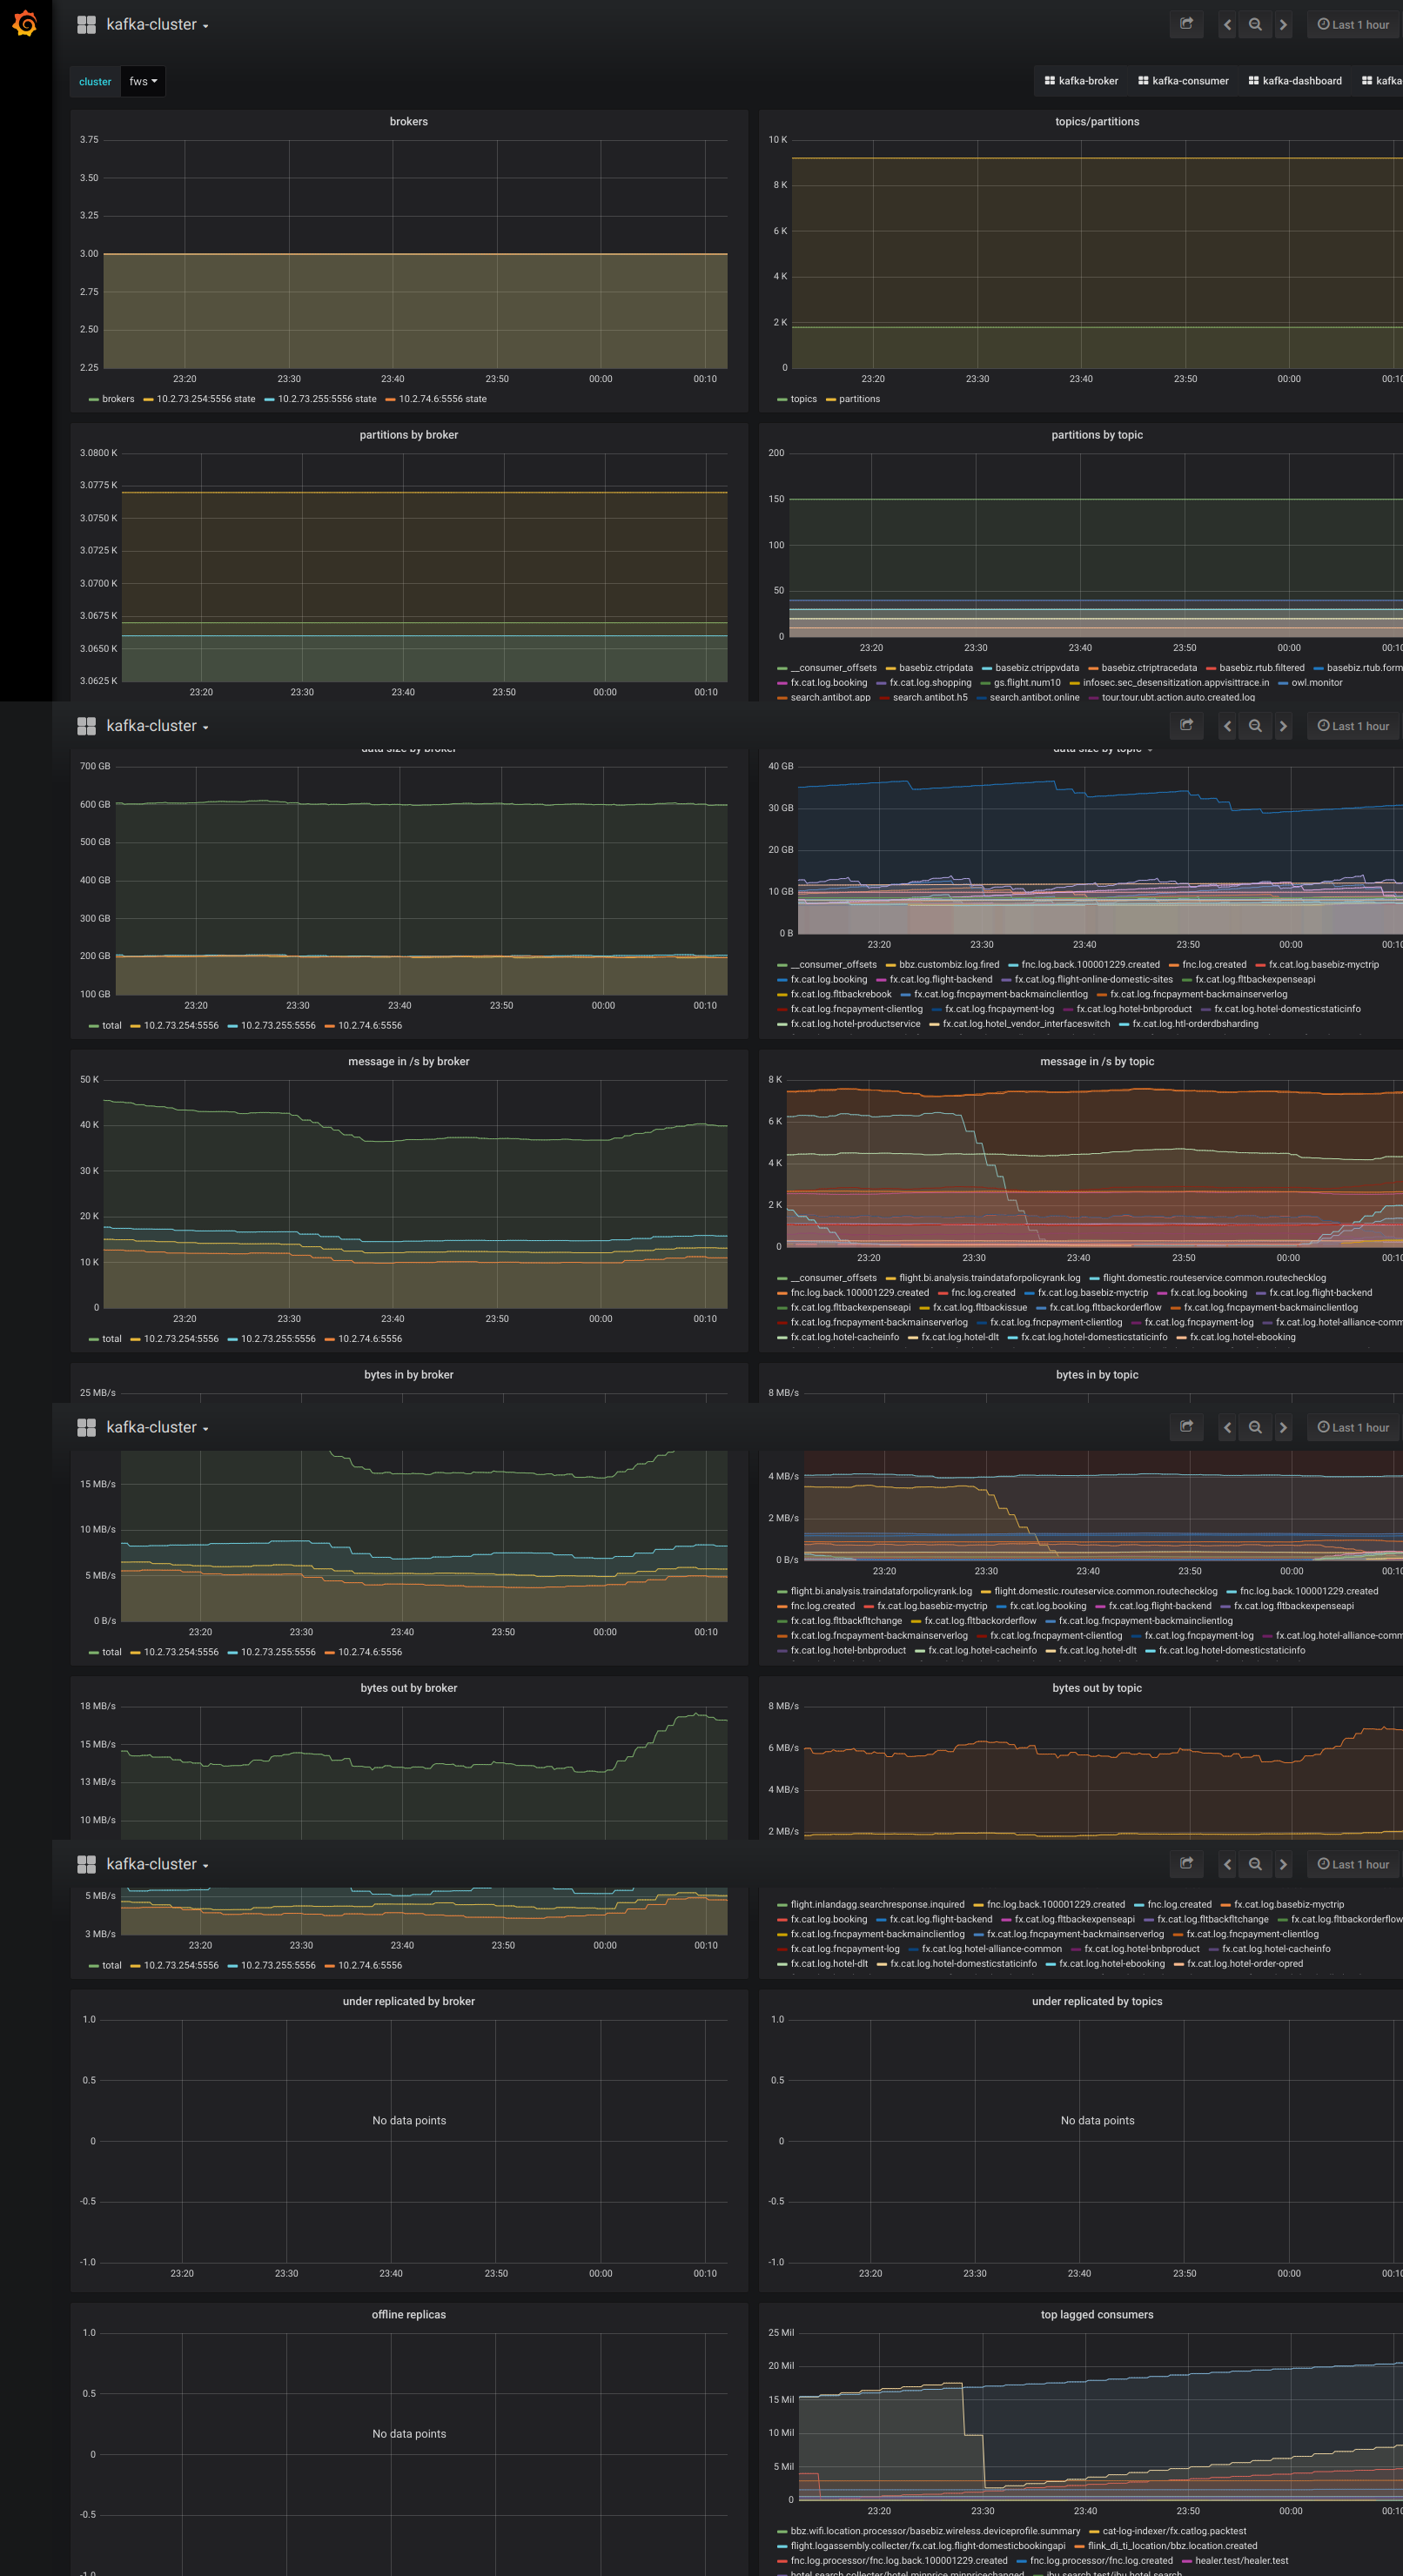 kafka-cluster
Last 1 hour
cluster fws
kafka-broker kafka-consumer kafka-dashboard kafka
brokers
3.75
3.50
3.25
3.00
2.75
2.50
2.25
23:20 23:30 23:40 23:50 00:00 00:10
brokers 10.2.73.254:5556 state 10.2.73.255:5556 state 10.2.74.6:5556 state
topics/partitions
10 K
8 K
6 K
4 K
2 K
0
23:20 23:30 23:40 23:50 00:00 00:10
topics partitions
partitions by broker
3.0800 K
3.0775 K
3.0750 K
3.0725 K
3.0700 K
3.0675 K
3.0650 K
3.0625 K
23:20 23:30 23:40 23:50 00:00 00:10
partitions by topic
200
150
100
50
0
23:20 23:30 23:40 23:50 00:00 00:10
__consumer_offsets basebiz.ctripdata basebiz.ctrippvdata basebiz.ctriptracedata basebiz.rtub.filtered basebiz.rtub.form
fx.cat.log.booking fx.cat.log.shopping gs.flight.num10 infosec.sec_desensitization.appvisittrace.in owl.monitor
search.antibot.app search.antibot.h5 search.antibot.online tour.tour.ubt.action.auto.created.log
kafka-cluster
Last 1 hour
data size by broker
700 GB
600 GB
500 GB
400 GB
300 GB
200 GB
100 GB
23:20 23:30 23:40 23:50 00:00 00:10
total 10.2.73.254:5556 10.2.73.255:5556 10.2.74.6:5556
data size by topic
40 GB
30 GB
20 GB
10 GB
0 B
23:20 23:30 23:40 23:50 00:00 00:10
__consumer_offsets bbz.custombiz.log.fired fnc.log.back.100001229.created fnc.log.created fx.cat.log.basebiz-myctrip
fx.cat.log.booking fx.cat.log.flight-backend fx.cat.log.flight-online-domestic-sites fx.cat.log.fltbackexpenseapi
fx.cat.log.fltbackrebook fx.cat.log.fncpayment-backmainclientlog fx.cat.log.fncpayment-backmainserverlog
fx.cat.log.fncpayment-clientlog fx.cat.log.fncpayment-log fx.cat.log.hotel-bnbproduct fx.cat.log.hotel-domesticstaticinfo
fx.cat.log.hotel-productservice fx.cat.log.hotel_vendor_interfaceswitch fx.cat.log.htl-orderdbsharding
message in /s by broker
50 K
40 K
30 K
20 K
10 K
0
23:20 23:30 23:40 23:50 00:00 00:10
total 10.2.73.254:5556 10.2.73.255:5556 10.2.74.6:5556
message in /s by topic
8 K
6 K
4 K
2 K
0
23:20 23:30 23:40 23:50 00:00 00:10
__consumer_offsets flight.bi.analysis.traindataforpolicyrank.log flight.domestic.routeservice.common.routechecklog
fnc.log.back.100001229.created fnc.log.created fx.cat.log.basebiz-myctrip fx.cat.log.booking fx.cat.log.flight-backend
fx.cat.log.fltbackexpenseapi fx.cat.log.fltbackissue fx.cat.log.fltbackorderflow fx.cat.log.fncpayment-backmainclientlog
fx.cat.log.fncpayment-backmainserverlog fx.cat.log.fncpayment-clientlog fx.cat.log.fncpayment-log fx.cat.log.hotel-alliance-comm
fx.cat.log.hotel-cacheinfo fx.cat.log.hotel-dlt fx.cat.log.hotel-domesticstaticinfo fx.cat.log.hotel-ebooking
bytes in by broker
25 MB/s
bytes in by topic
8 MB/s
kafka-cluster
Last 1 hour
15 MB/s
10 MB/s
5 MB/s
0 B/s
23:20 23:30 23:40 23:50 00:00 00:10
total 10.2.73.254:5556 10.2.73.255:5556 10.2.74.6:5556
4 MB/s
2 MB/s
0 B/s
23:20 23:30 23:40 23:50 00:00 00:10
flight.bi.analysis.traindataforpolicyrank.log flight.domestic.routeservice.common.routechecklog fnc.log.back.100001229.created
fnc.log.created fx.cat.log.basebiz-myctrip fx.cat.log.booking fx.cat.log.flight-backend fx.cat.log.fltbackexpenseapi
fx.cat.log.fltbackfltchange fx.cat.log.fltbackorderflow fx.cat.log.fncpayment-backmainclientlog
fx.cat.log.fncpayment-backmainserverlog fx.cat.log.fncpayment-clientlog fx.cat.log.fncpayment-log fx.cat.log.hotel-alliance-comm
fx.cat.log.hotel-bnbproduct fx.cat.log.hotel-cacheinfo fx.cat.log.hotel-dlt fx.cat.log.hotel-domesticstaticinfo
bytes out by broker
18 MB/s
15 MB/s
13 MB/s
10 MB/s
bytes out by topic
8 MB/s
6 MB/s
4 MB/s
2 MB/s
kafka-cluster
Last 1 hour
5 MB/s
3 MB/s
23:20 23:30 23:40 23:50 00:00 00:10
total 10.2.73.254:5556 10.2.73.255:5556 10.2.74.6:5556
flight.inlandagg.searchresponse.inquired fnc.log.back.100001229.created fnc.log.created fx.cat.log.basebiz-myctrip
fx.cat.log.booking fx.cat.log.flight-backend fx.cat.log.fltbackexpenseapi fx.cat.log.fltbackfltchange fx.cat.log.fltbackorderflow
fx.cat.log.fncpayment-backmainclientlog fx.cat.log.fncpayment-backmainserverlog fx.cat.log.fncpayment-clientlog
fx.cat.log.fncpayment-log fx.cat.log.hotel-alliance-common fx.cat.log.hotel-bnbproduct fx.cat.log.hotel-cacheinfo
fx.cat.log.hotel-dlt fx.cat.log.hotel-domesticstaticinfo fx.cat.log.hotel-ebooking fx.cat.log.hotel-order-opred
under replicated by broker
1.0
0.5
0
-0.5
-1.0
No data points
23:20 23:30 23:40 23:50 00:00 00:10
under replicated by topics
1.0
0.5
0
-0.5
-1.0
No data points
23:20 23:30 23:40 23:50 00:00 00:10
offline replicas
1.0
0.5
0
-0.5
-1.0
No data points
top lagged consumers
25 Mil
20 Mil
15 Mil
10 Mil
5 Mil
0
23:20 23:30 23:40 23:50 00:00 00:10
bbz.wifi.location.processor/basebiz.wireless.deviceprofile.summary cat-log-indexer/fx.catlog.packtest
flight.logassembly.collecter/fx.cat.log.flight-domesticbookingapi flink_di_ti_location/bbz.location.created
fnc.log.processor/fnc.log.back.100001229.created fnc.log.processor/fnc.log.created healer.test/healer.test
hotel.search.collecter/hotel.minprice.minpricechanged ibu.search.test/ibu.hotel.search